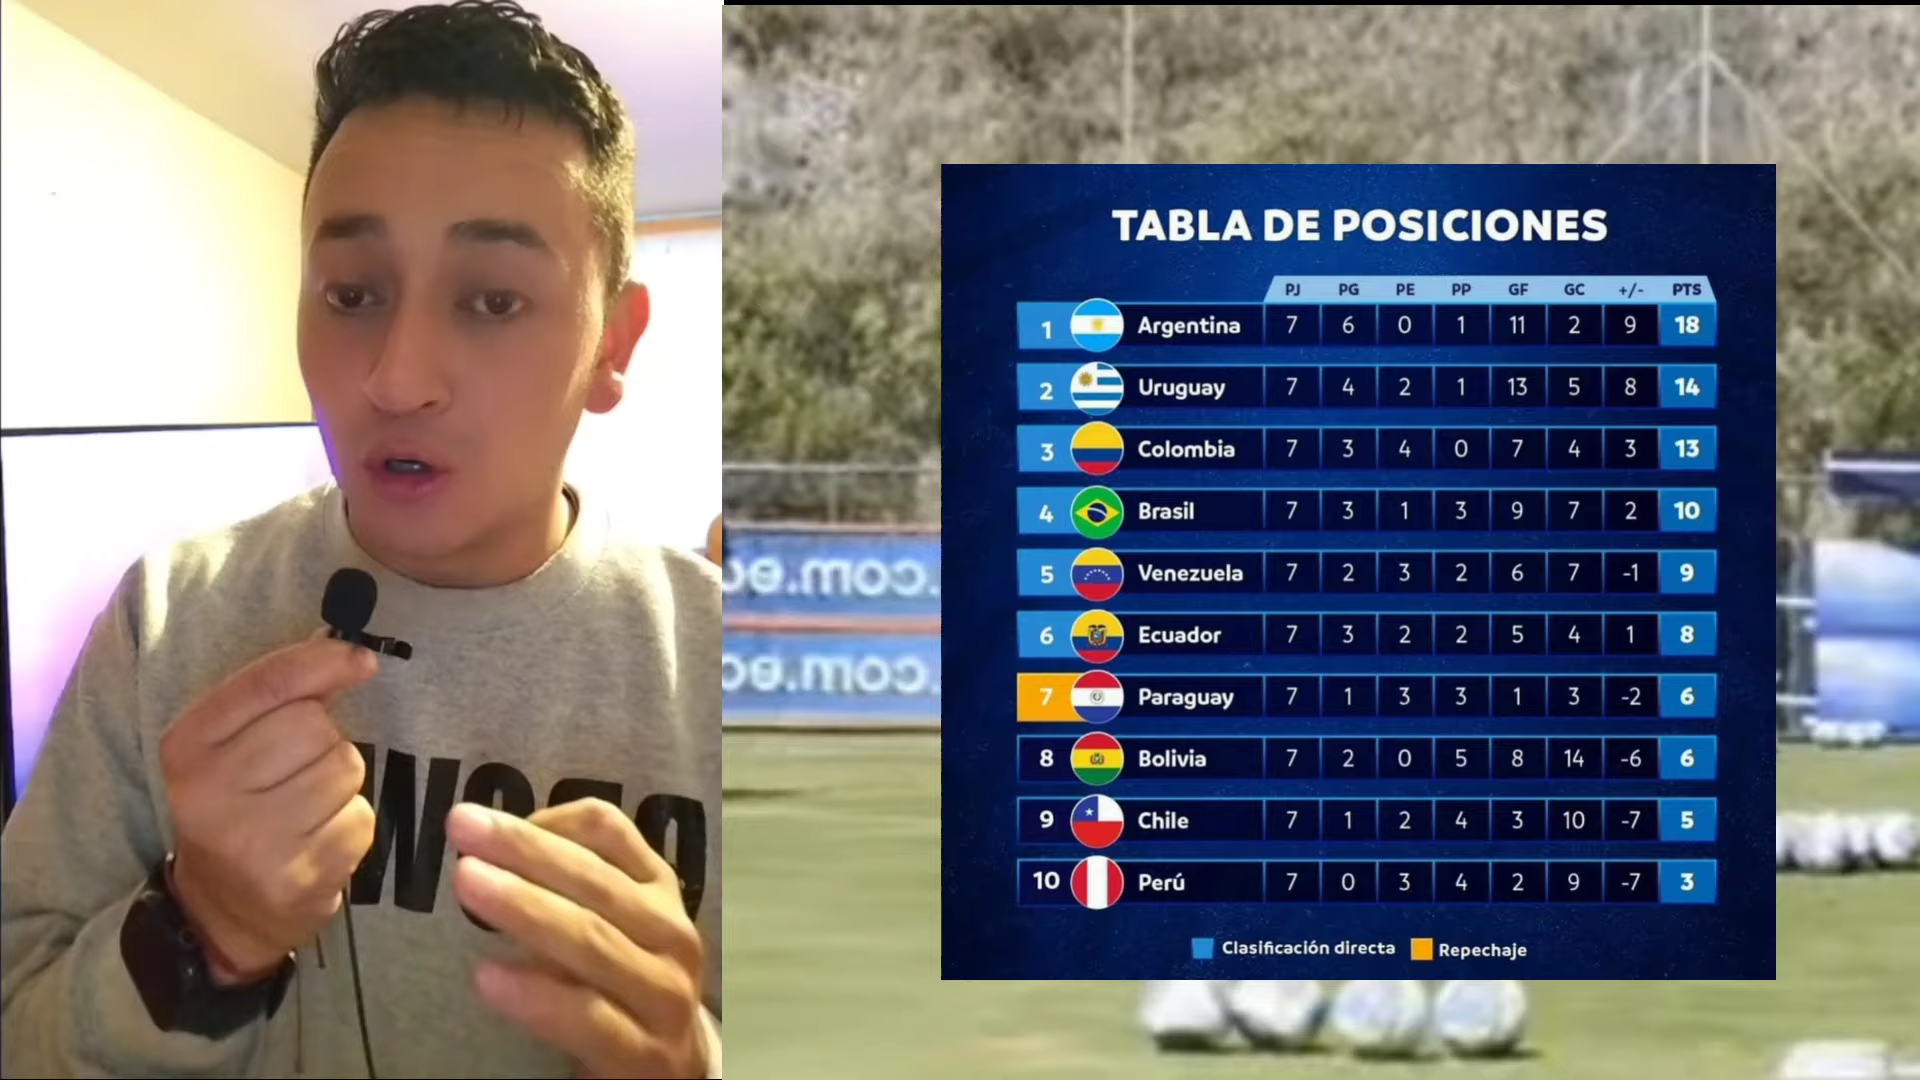 TABLA DE POSICIONES
PJ PG PE PP GF GC +/- PTS
1 Argentina 7 6 0 1 11 2 9 18
2 Uruguay 7 4 2 1 13 5 8 14
3 Colombia 7 3 4 0 7 4 3 13
4 Brasil 7 3 1 3 9 7 2 10
5 Venezuela 7 2 3 2 6 7 -1 9
6 Ecuador 7 3 2 2 5 4 1 8
7 Paraguay 7 1 3 3 1 3 -2 6
8 Bolivia 7 2 0 5 8 14 -6 6
9 Chile 7 1 2 4 3 10 -7 5
10 Perú 7 0 3 4 2 9 -7 3
Clasificación directa Repechaje